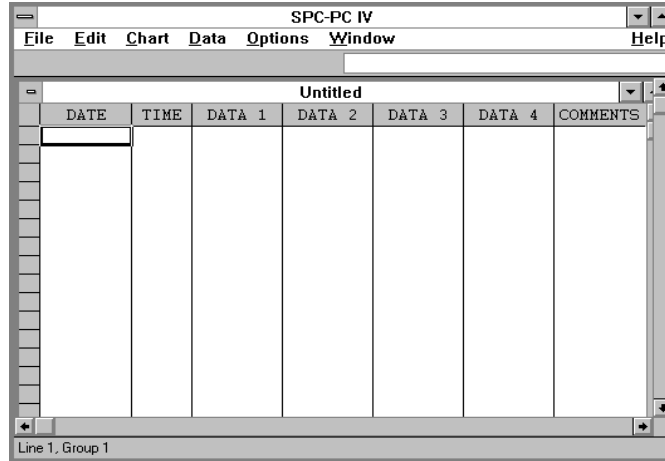 SPC-PC IV
File Edit Chart Data Options Window Help
Untitled
DATE TIME DATA 1 DATA 2 DATA 3 DATA 4 COMMENTS
Line 1, Group 1